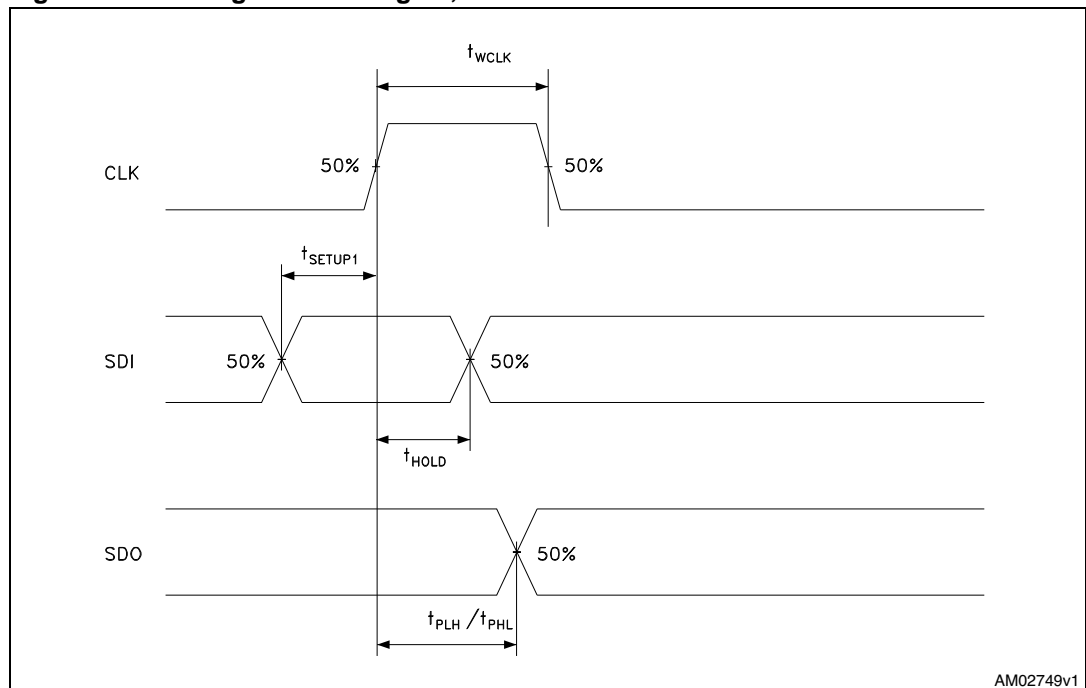 t_WCLK
50%
50%
CLK
t_SETUP1
50%
50%
SDI
t_HOLD
50%
SDO
t_PLH /t_PHL
AM02749v1